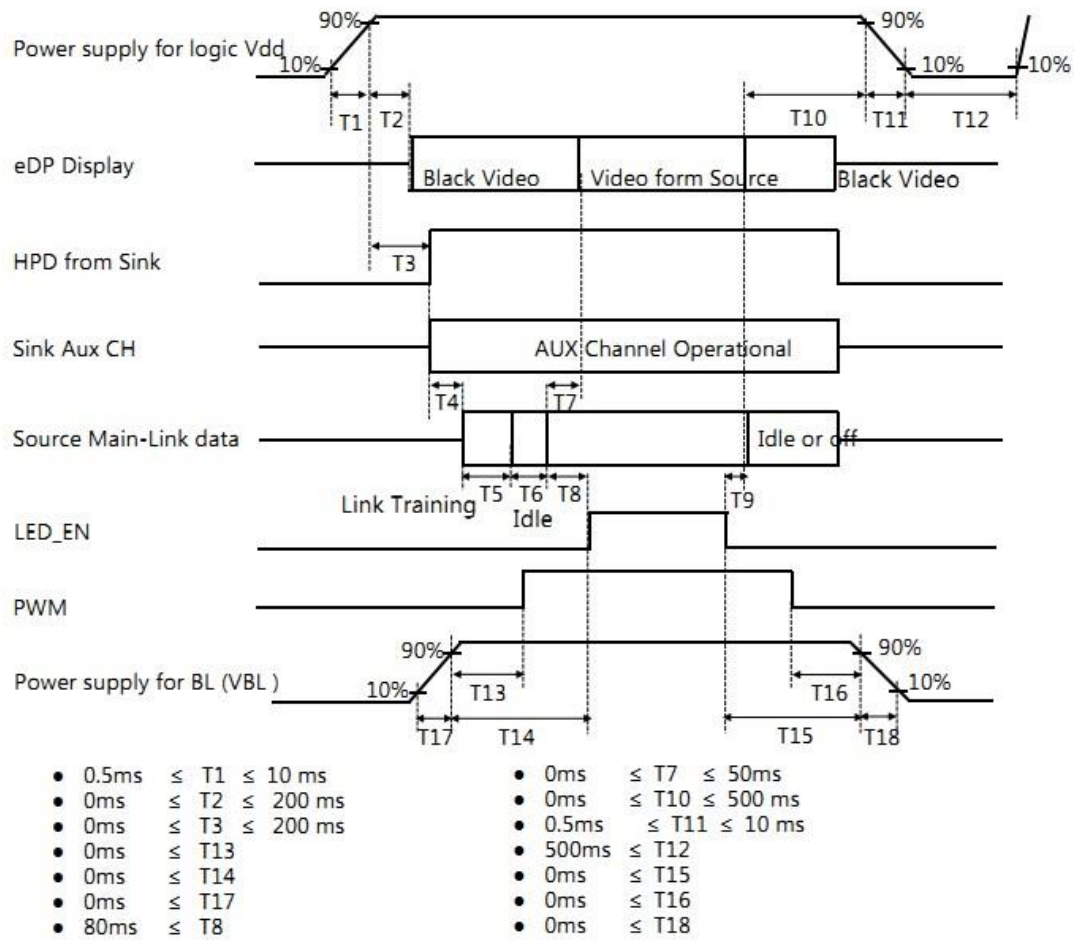 90%
90%
Power supply for logic Vdd
10%
10%
10%
T1
T2
T10
T11
T12
eDP Display
Black Video
Video form Source
Black Video
HPD from Sink
T3
Sink Aux CH
AUX Channel Operational
T4
T7
Source Main-Link data
Idle or off
Link Training
T5
T6
T8
T9
Idle
LED_EN
PWM
90%
90%
Power supply for BL (VBL )
10%
10%
T13
T16
T17
T14
T15
T18
● 0.5ms ≤ T1 ≤ 10 ms
● 0ms ≤ T2 ≤ 200 ms
● 0ms ≤ T3 ≤ 200 ms
● 0ms ≤ T13
● 0ms ≤ T14
● 0ms ≤ T17
● 80ms ≤ T8
● 0ms ≤ T7 ≤ 50ms
● 0ms ≤ T10 ≤ 500 ms
● 0.5ms ≤ T11 ≤ 10 ms
● 500ms ≤ T12
● 0ms ≤ T15
● 0ms ≤ T16
● 0ms ≤ T18